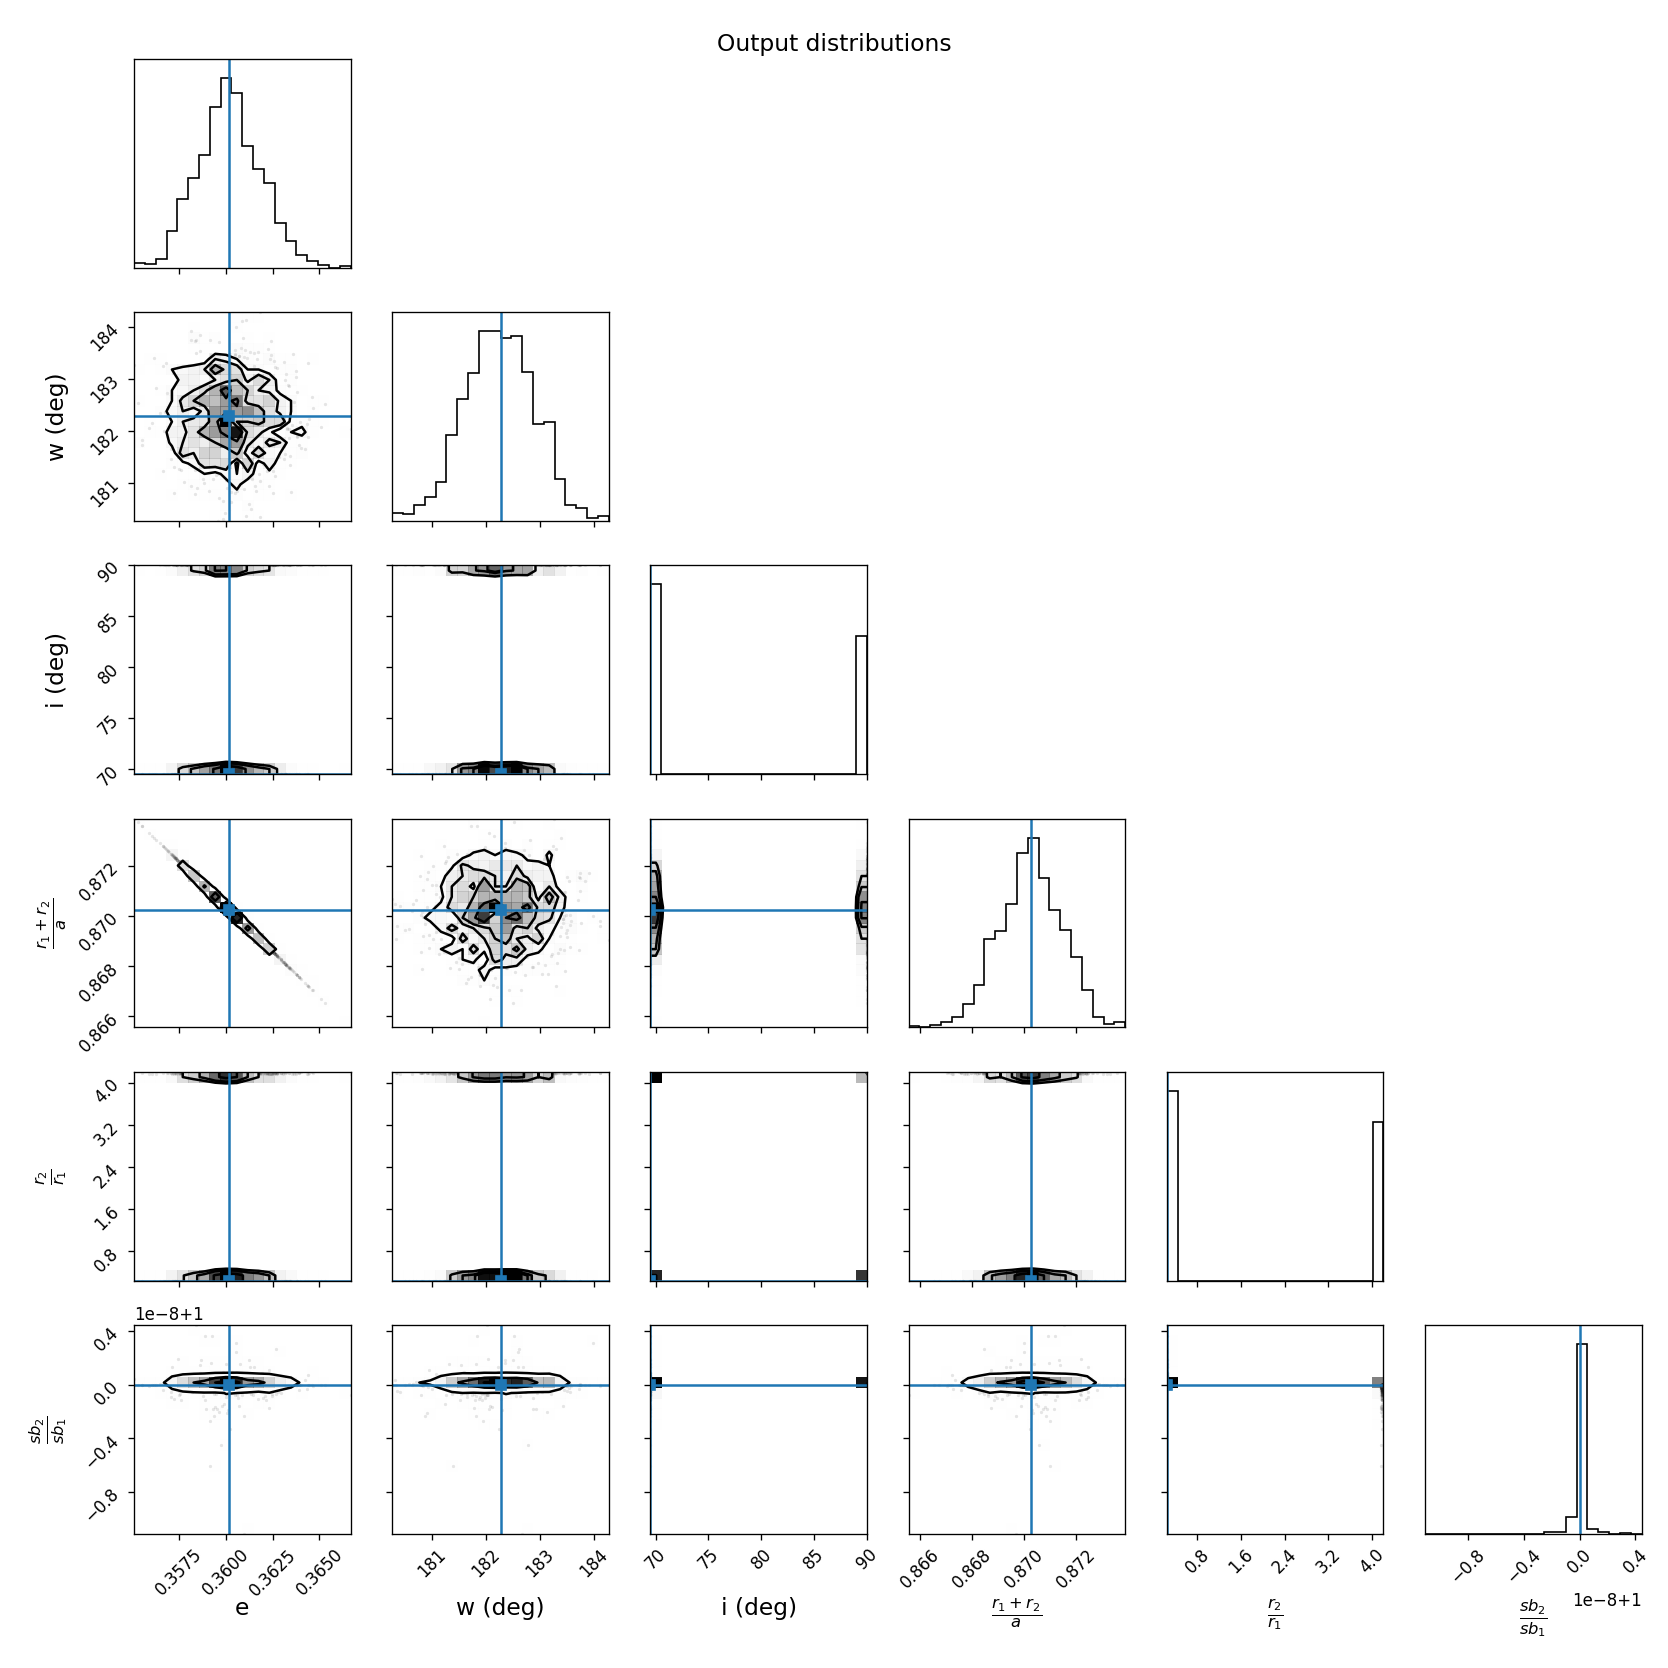 Output distributions
184
183
182
181
w (deg)
90
85
80
75
70
i (deg)
0.872
0.870
0.868
0.866
r₁ + r₂
a
4.0
3.2
2.4
1.6
0.8
r₂
r₁
1e−8+1
0.4
0.0
−0.4
−0.8
sb₂
sb₁
0.3575 0.3600 0.3625 0.3650
e
181 182 183 184
w (deg)
70 75 80 85 90
i (deg)
0.866 0.868 0.870 0.872
r₁ + r₂
a
0.8 1.6 2.4 3.2 4.0
r₂
r₁
−0.8 −0.4 0.0 0.4
1e−8+1
sb₂
sb₁